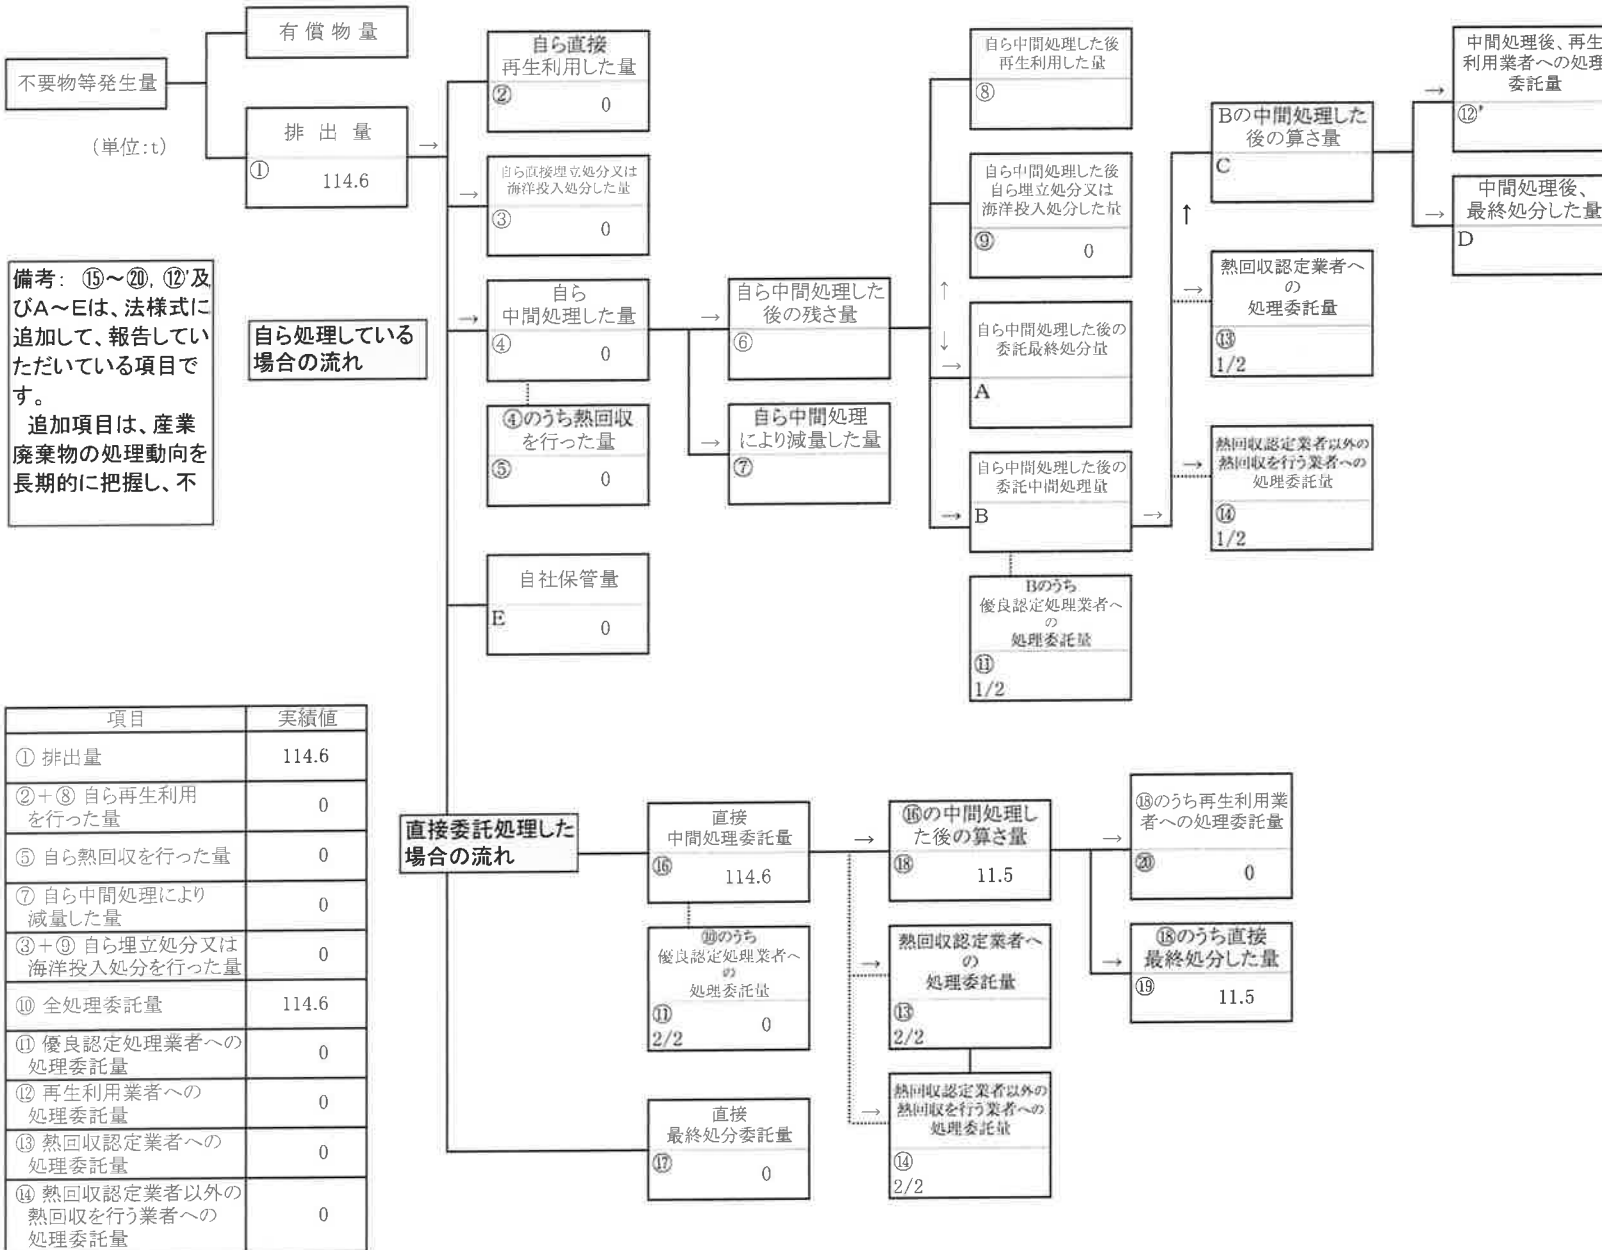 不要物等発生量
有償物量
(単位:t)
排出量
①
114.6
→
備考: ⑮～⑳, ⑫'及
びA～Eは、法様式に
追加して、報告してい
ただいている項目で
す。
追加項目は、産業
廃棄物の処理動向を
長期的に把握し、不
自ら処理している
場合の流れ
自ら直接
再生利用した量
②
0
→
自ら直接埋立処分又は
海洋投入処分した量
③
0
→
自ら
中間処理した量
④
0
④のうち熱回収
を行った量
⑤
0
自社保管量
E
0
→
自ら中間処理した
後の残さ量
⑥
→
自ら中間処理
により減量した量
⑦
自ら中間処理した後
再生利用した量
⑧
自ら中間処理した後
自ら埋立処分又は
海洋投入処分した量
⑨
0
↑
↓
→
自ら中間処理した後の
委託最終処分量
A
→
自ら中間処理した後の
委託中間処理量
B
→
Bのうち
優良認定処理業者へ
の
処理委託量
⑪
1/2
↑
Bの中間処理した
後の算さ量
C
→
熱回収認定業者へ
の
処理委託量
⑬
1/2
→
熱回収認定業者以外の
熱回収を行う業者への
処理委託量
⑭
1/2
→
中間処理後、再生
利用業者への処理
委託量
⑫'
→
中間処理後、
最終処分した量
D
項目 実績値
① 排出量 114.6
②+⑧ 自ら再生利用
を行った量 0
⑤ 自ら熱回収を行った量 0
⑦ 自ら中間処理により
減量した量 0
③+⑨ 自ら埋立処分又は
海洋投入処分を行った量 0
⑩ 全処理委託量 114.6
⑪ 優良認定処理業者への
処理委託量 0
⑫ 再生利用業者への
処理委託量 0
⑬ 熱回収認定業者への
処理委託量 0
⑭ 熱回収認定業者以外の
熱回収を行う業者への
処理委託量 0
直接委託処理した
場合の流れ
直接
中間処理委託量
⑯
114.6
⑩のうち
優良認定処理業者へ
の
処理委託量
⑪
2/2
0
直接
最終処分委託量
⑰
0
→
⑯の中間処理し
た後の算さ量
⑱
11.5
→
熱回収認定業者へ
の
処理委託量
⑬
2/2
→
熱回収認定業者以外の
熱回収を行う業者への
処理委託量
⑭
2/2
→
⑱のうち再生利用業
者への処理委託量
⑳
0
→
⑱のうち直接
最終処分した量
⑲
11.5